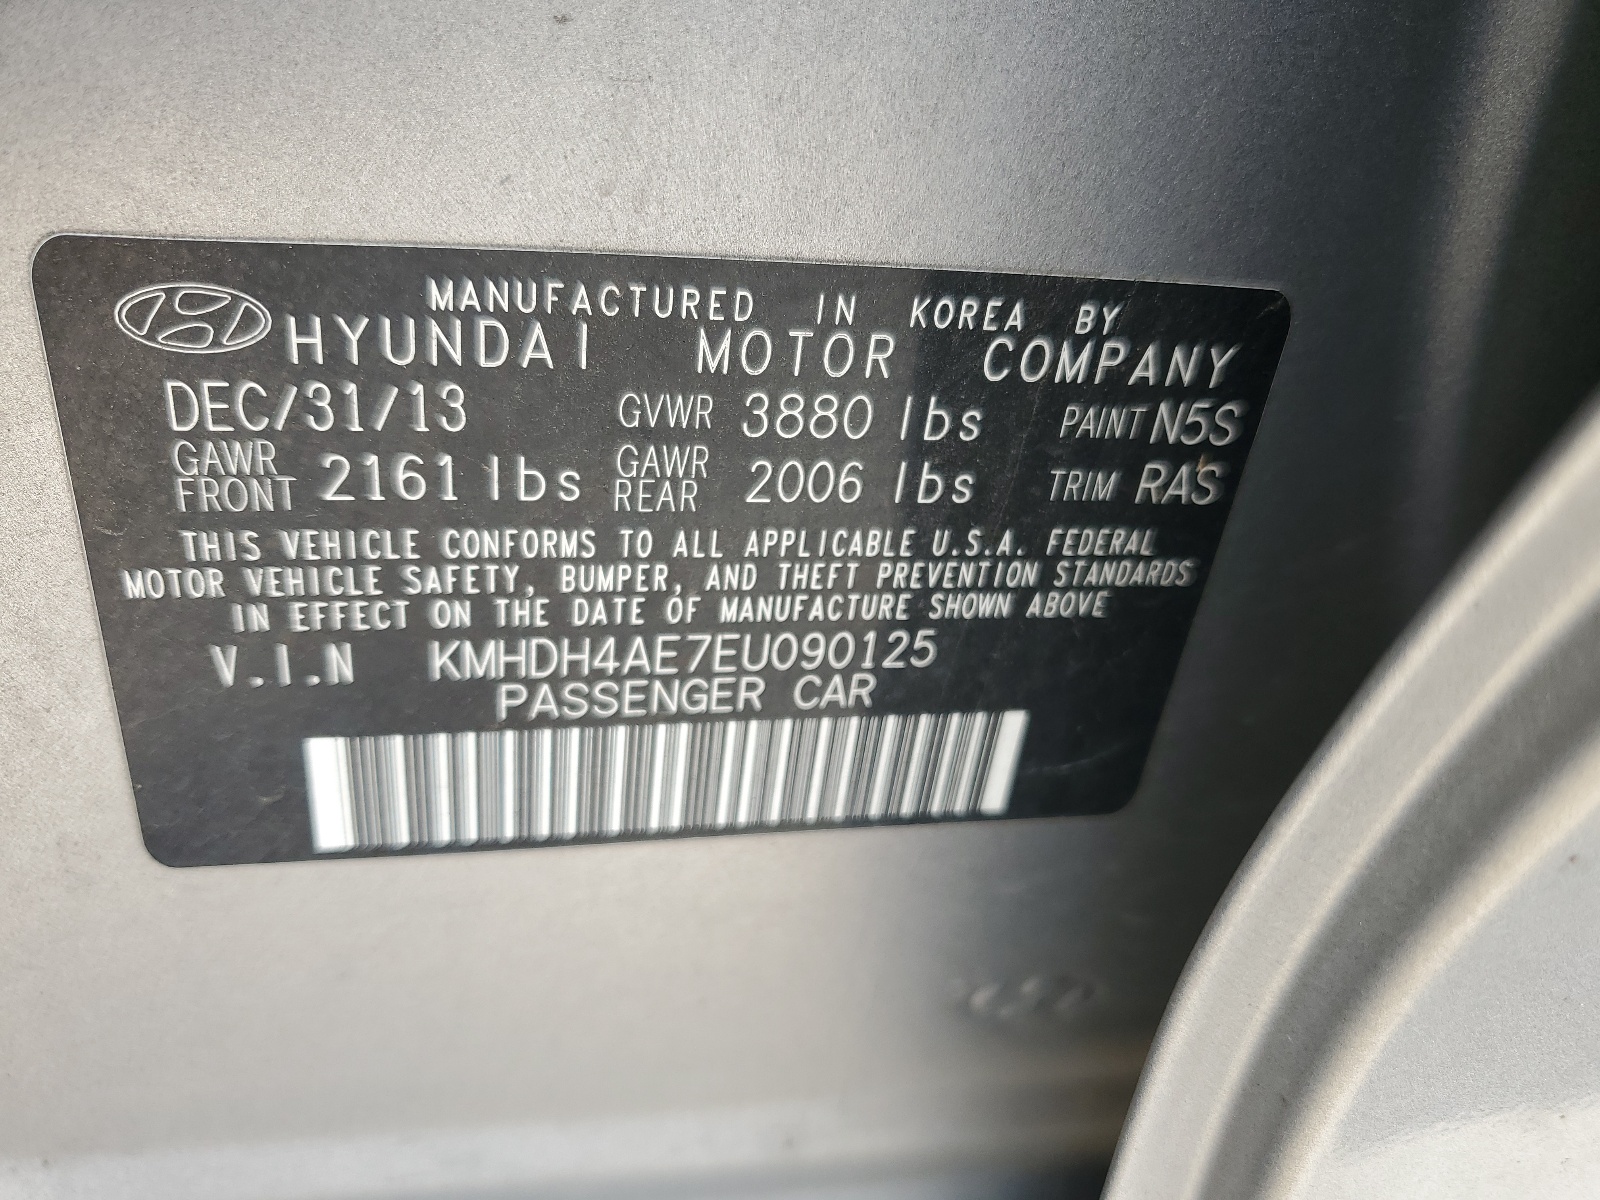 MANUFACTURED IN KOREA BY
HYUNDAI MOTOR COMPANY
DEC/31/13 GVWR 3880 lbs PAINT N5S
GAWR FRONT 2161 lbs GAWR REAR 2006 lbs TRIM RAS
THIS VEHICLE CONFORMS TO ALL APPLICABLE U.S.A. FEDERAL
MOTOR VEHICLE SAFETY, BUMPER, AND THEFT PREVENTION STANDARDS
IN EFFECT ON THE DATE OF MANUFACTURE SHOWN ABOVE
V.I.N KMHDH4AE7EU090125
PASSENGER CAR